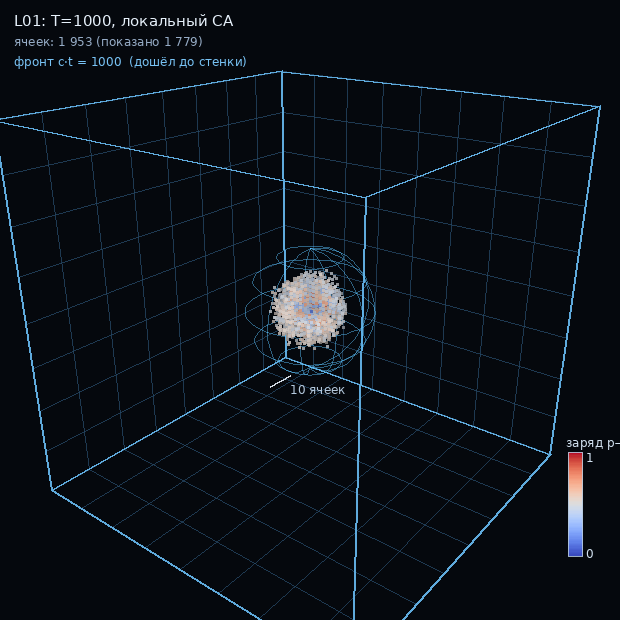 L01: T=1000, локальный CA
ячеек: 1 953 (показано 1 779)
фронт c·t = 1000  (дошёл до стенки)
10 ячеек
заряд p–
1
0